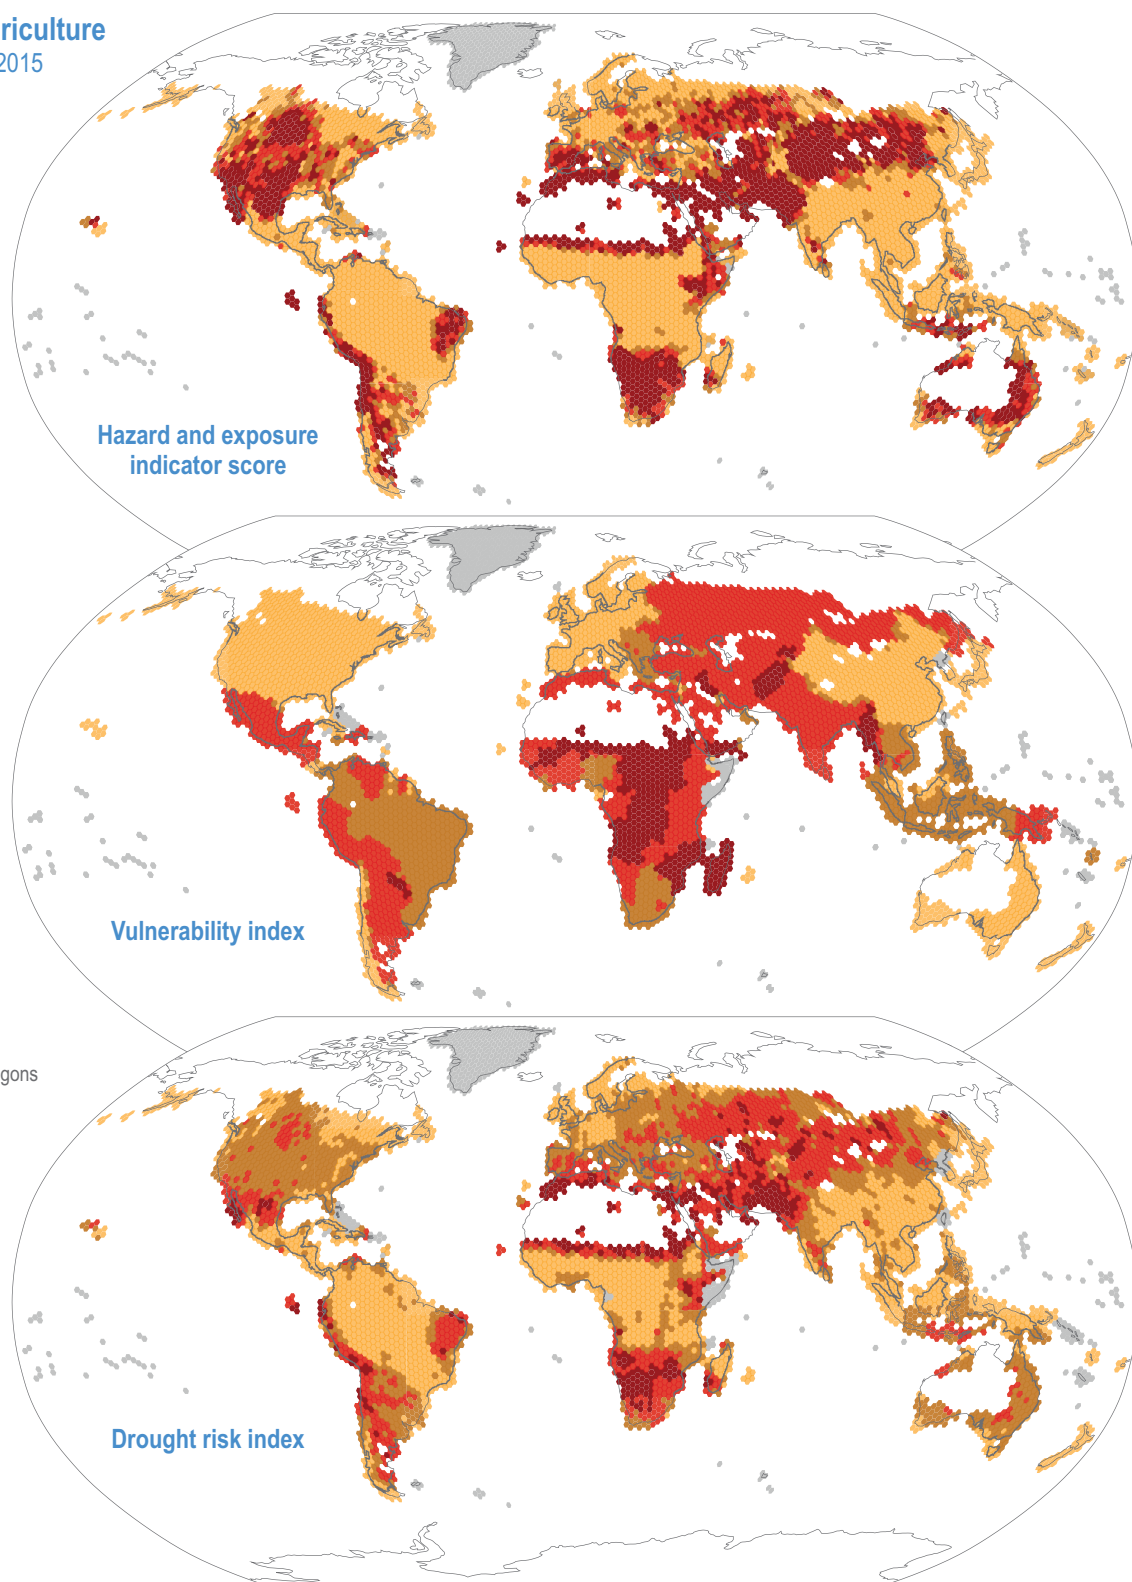 riculture
2015
Hazard and exposure
indicator score
Vulnerability index
gons
Drought risk index